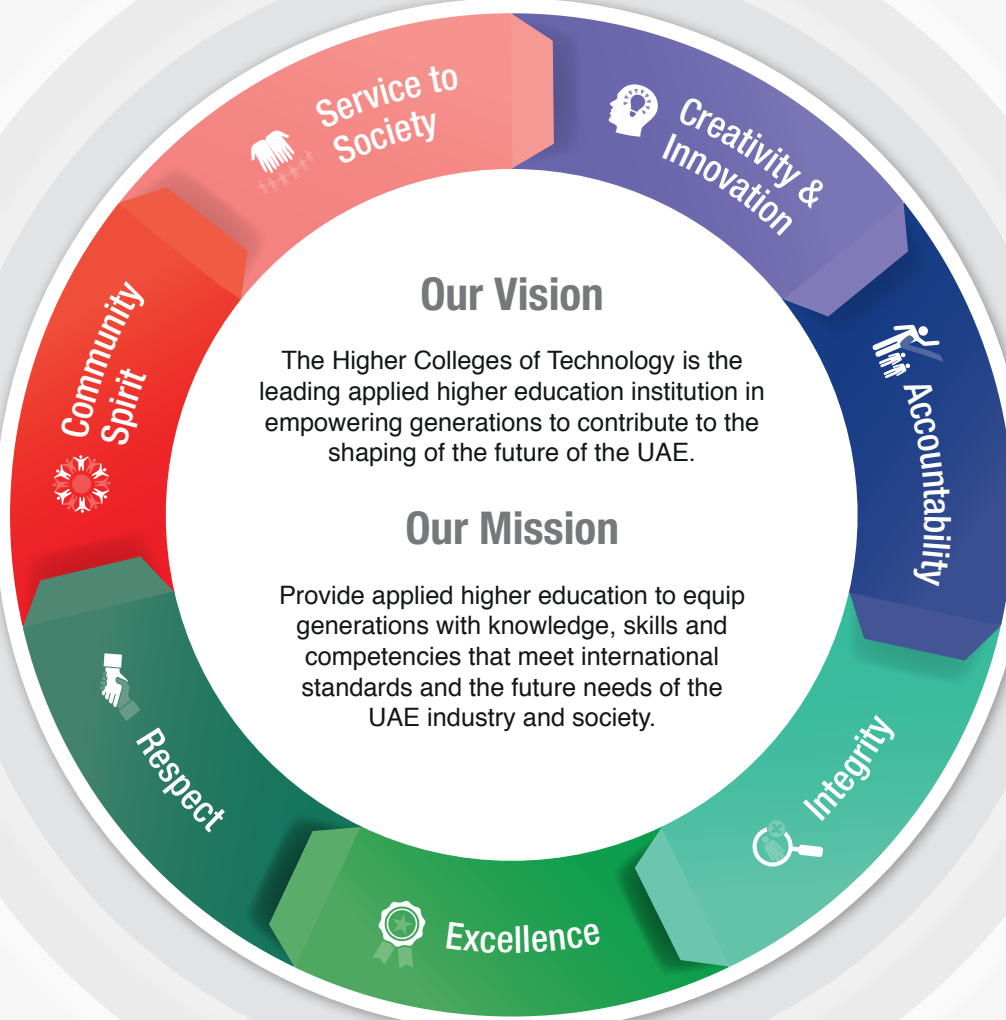 Service to
Society
Creativity &
Innovation
Accountability
Integrity
Excellence
Respect
Community
Spirit
Our Vision
The Higher Colleges of Technology is the
leading applied higher education institution in
empowering generations to contribute to the
shaping of the future of the UAE.
Our Mission
Provide applied higher education to equip
generations with knowledge, skills and
competencies that meet international
standards and the future needs of the
UAE industry and society.